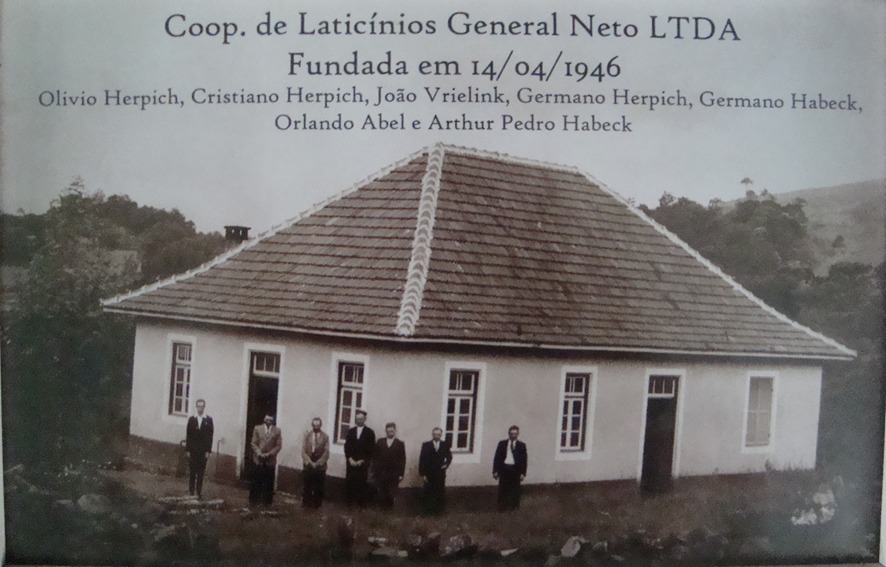 Coop. de Laticínios General Neto LTDA
Fundada em 14/04/1946
Olivio Herpich, Cristiano Herpich, João Vrielink, Germano Herpich, Germano Habeck,
Orlando Abel e Arthur Pedro Habeck